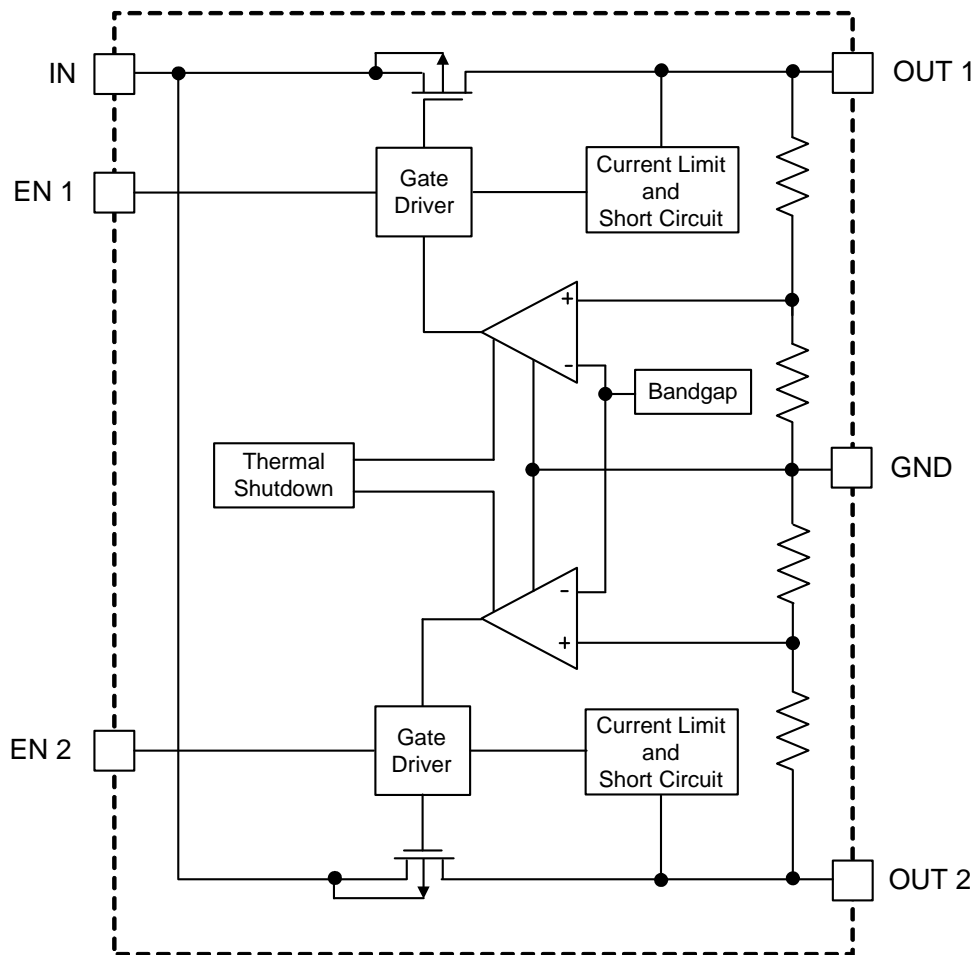 IN
OUT 1
EN 1
Gate
Driver
Current Limit
and
Short Circuit
+
-
Bandgap
Thermal
Shutdown
GND
-
+
EN 2
Gate
Driver
Current Limit
and
Short Circuit
OUT 2